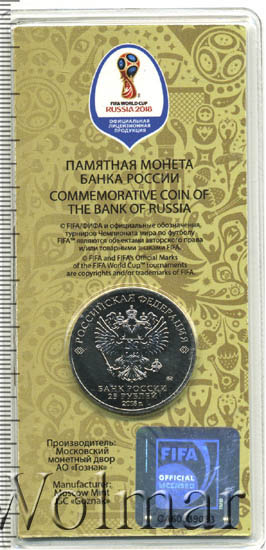 FIFA WORLD CUP
RUSSIA 2018
ОФИЦИАЛЬНАЯ
ЛИЦЕНЗИОННАЯ
ПРОДУКЦИЯ
ПАМЯТНАЯ МОНЕТА
БАНКА РОССИИ
COMMEMORATIVE COIN OF
THE BANK OF RUSSIA
© FIFA/ФИФА и официальные обозначения
турниров Чемпионата мира по футболу
FIFA™ являются объектами авторского права
и/или товарными знаками FIFA.
© FIFA and FIFA's Official Marks
of the FIFA World Cup™ tournaments
are copyrights and/or trademarks of FIFA.
РОССИЙСКАЯ ФЕДЕРАЦИЯ
БАНК РОССИИ
25 РУБЛЕЙ
2018 г.
Производитель:
Московский
монетный двор
АО «Гознак»
Manufacturer:
Moscow Mint
JSC "Goznak"
FIFA
OFFICIAL
LICENSED
Wolmar